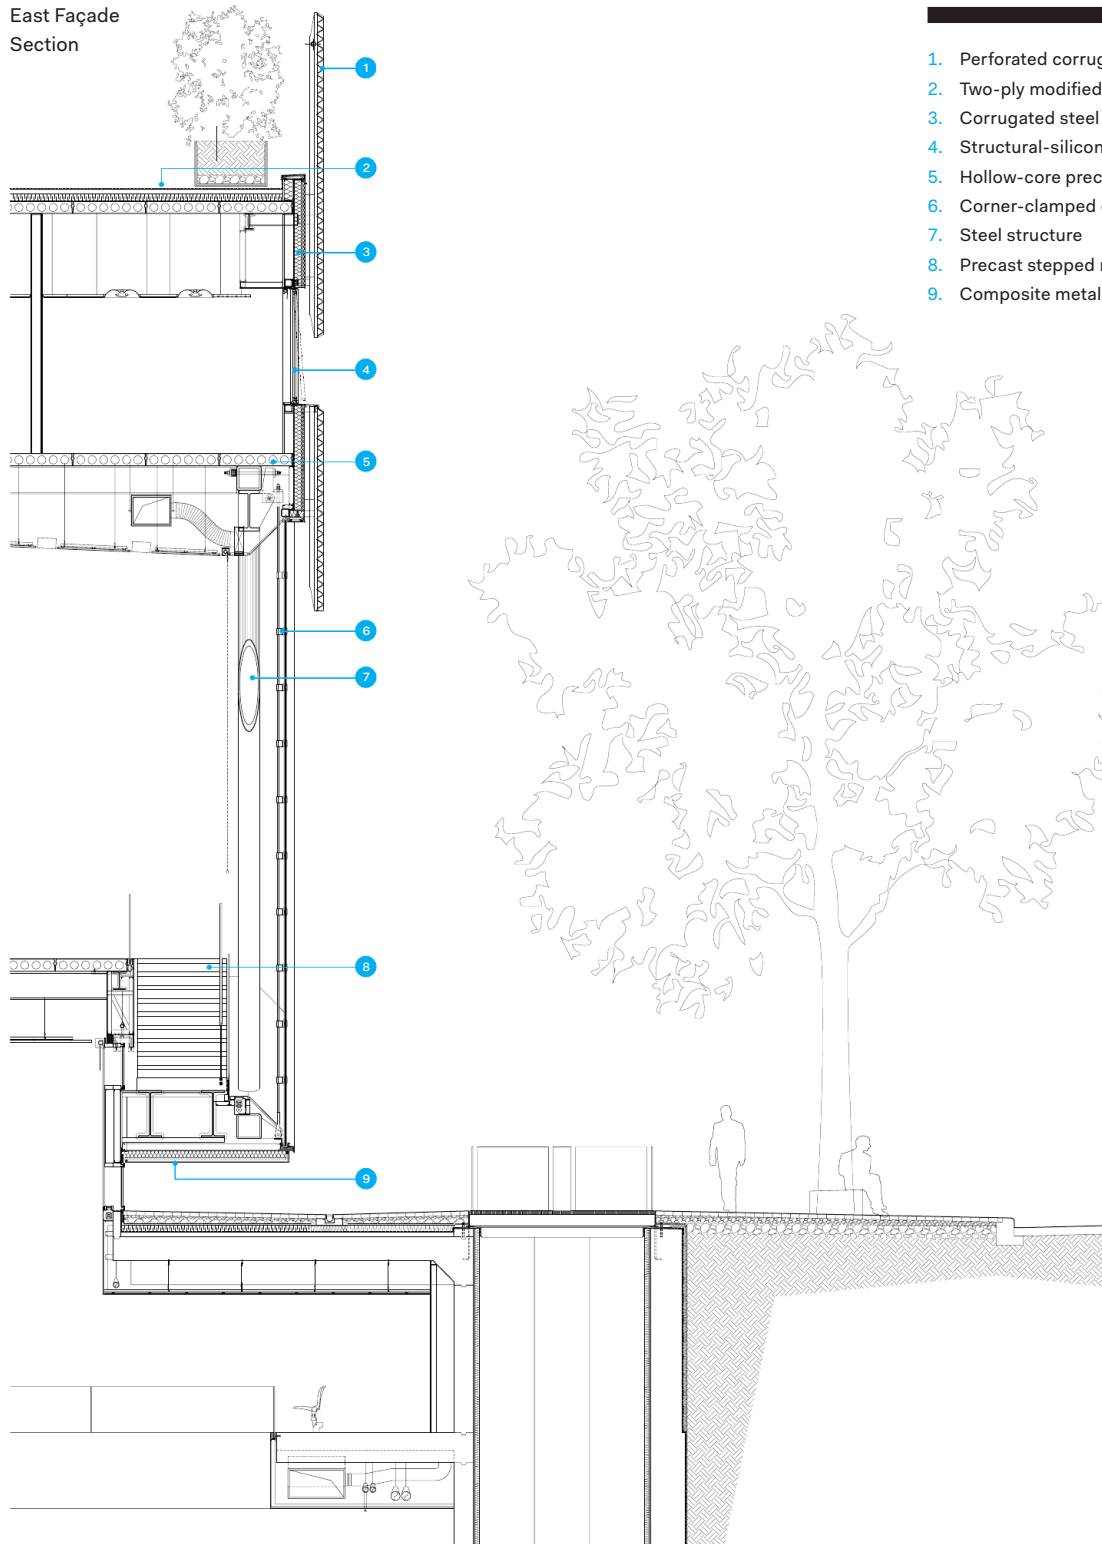 East Façade
Section
1. Perforated corrug
2. Two-ply modified
3. Corrugated steel
4. Structural-silicon
5. Hollow-core prec
6. Corner-clamped
7. Steel structure
8. Precast stepped
9. Composite metal
1
2
3
4
5
6
7
8
9